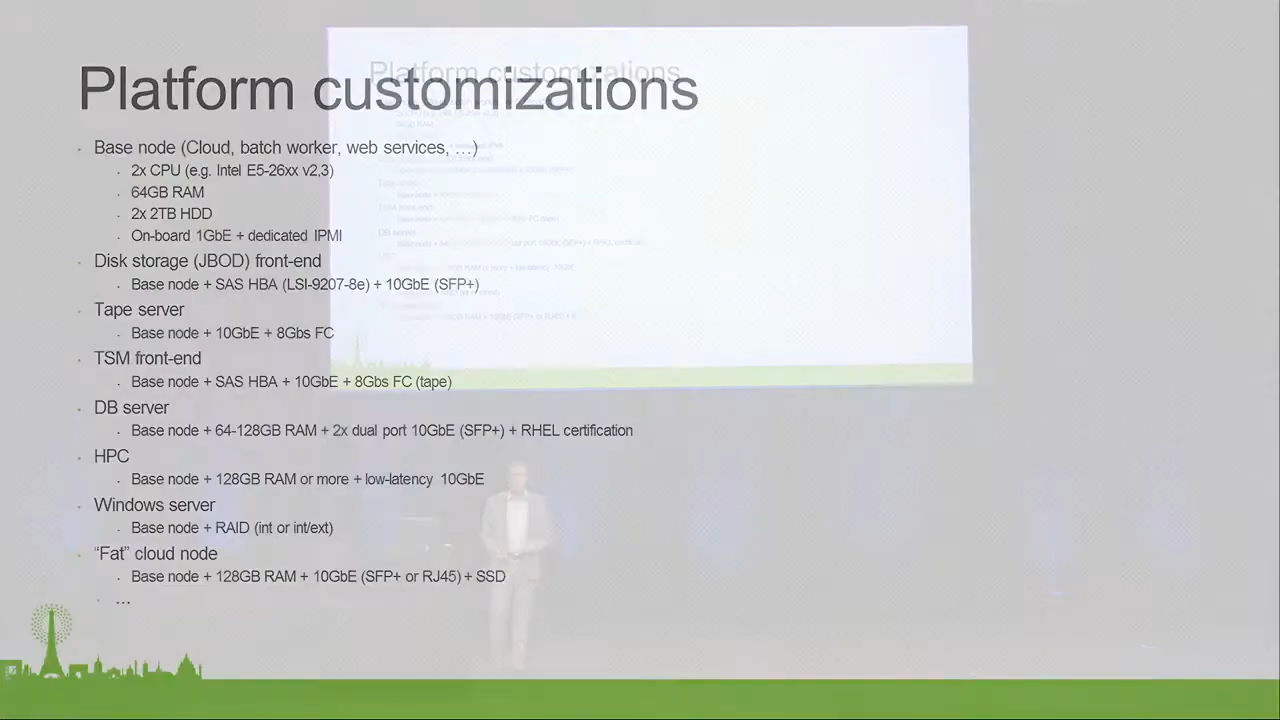 Platform customizations
Base node (Cloud, batch worker, web services, …)
2x CPU (e.g. Intel E5-26xx v2,3)
64GB RAM
2x 2TB HDD
On-board 1GbE + dedicated IPMI
Disk storage (JBOD) front-end
Base node + SAS HBA (LSI-9207-8e) + 10GbE (SFP+)
Tape server
Base node + 10GbE + 8Gbs FC
TSM front-end
Base node + SAS HBA + 10GbE + 8Gbs FC (tape)
DB server
Base node + 64-128GB RAM + 2x dual port 10GbE (SFP+) + RHEL certification
HPC
Base node + 128GB RAM or more + low-latency 10GbE
Windows server
Base node + RAID (int or int/ext)
“Fat” cloud node
Base node + 128GB RAM + 10GbE (SFP+ or RJ45) + SSD
…
Platform customizations